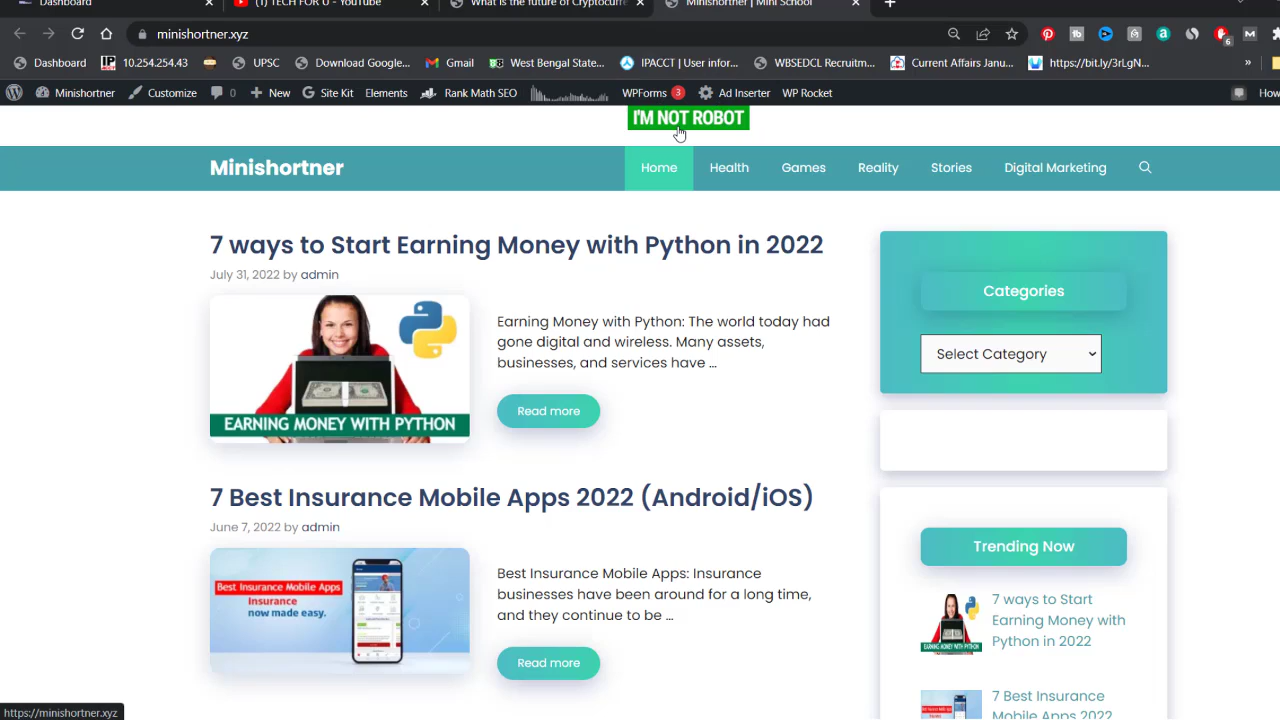 Dashboard
(1) TECH FOR U - YouTube
What is the future of Cryptocurre
Minishortner | Mini School
minishortner.xyz
6
Dashboard
10.254.254.43
UPSC
Download Google...
Gmail
West Bengal State...
IPACCT | User infor...
WBSEDCL Recruitm...
Current Affairs Janu...
https://bit.ly/3rLgN...
»
Minishortner
Customize
0
New
Site Kit
Elements
Rank Math SEO
WPForms 3
Ad Inserter
WP Rocket
How
I'M NOT ROBOT
Minishortner
Home
Health
Games
Reality
Stories
Digital Marketing
7 ways to Start Earning Money with Python in 2022
July 31, 2022 by admin
EARNING MONEY WITH PYTHON
Earning Money with Python: The world today had
gone digital and wireless. Many assets,
businesses, and services have ...
Read more
7 Best Insurance Mobile Apps 2022 (Android/iOS)
June 7, 2022 by admin
Best Insurance Mobile Apps
Insurance
now made easy.
Best Insurance Mobile Apps: Insurance
businesses have been around for a long time,
and they continue to be ...
Read more
Categories
Select Category
Trending Now
EARNING MONEY WITH PYTHON
7 ways to Start
Earning Money with
Python in 2022
7 Best Insurance
Mobile Apps 2022
https://minishortner.xyz